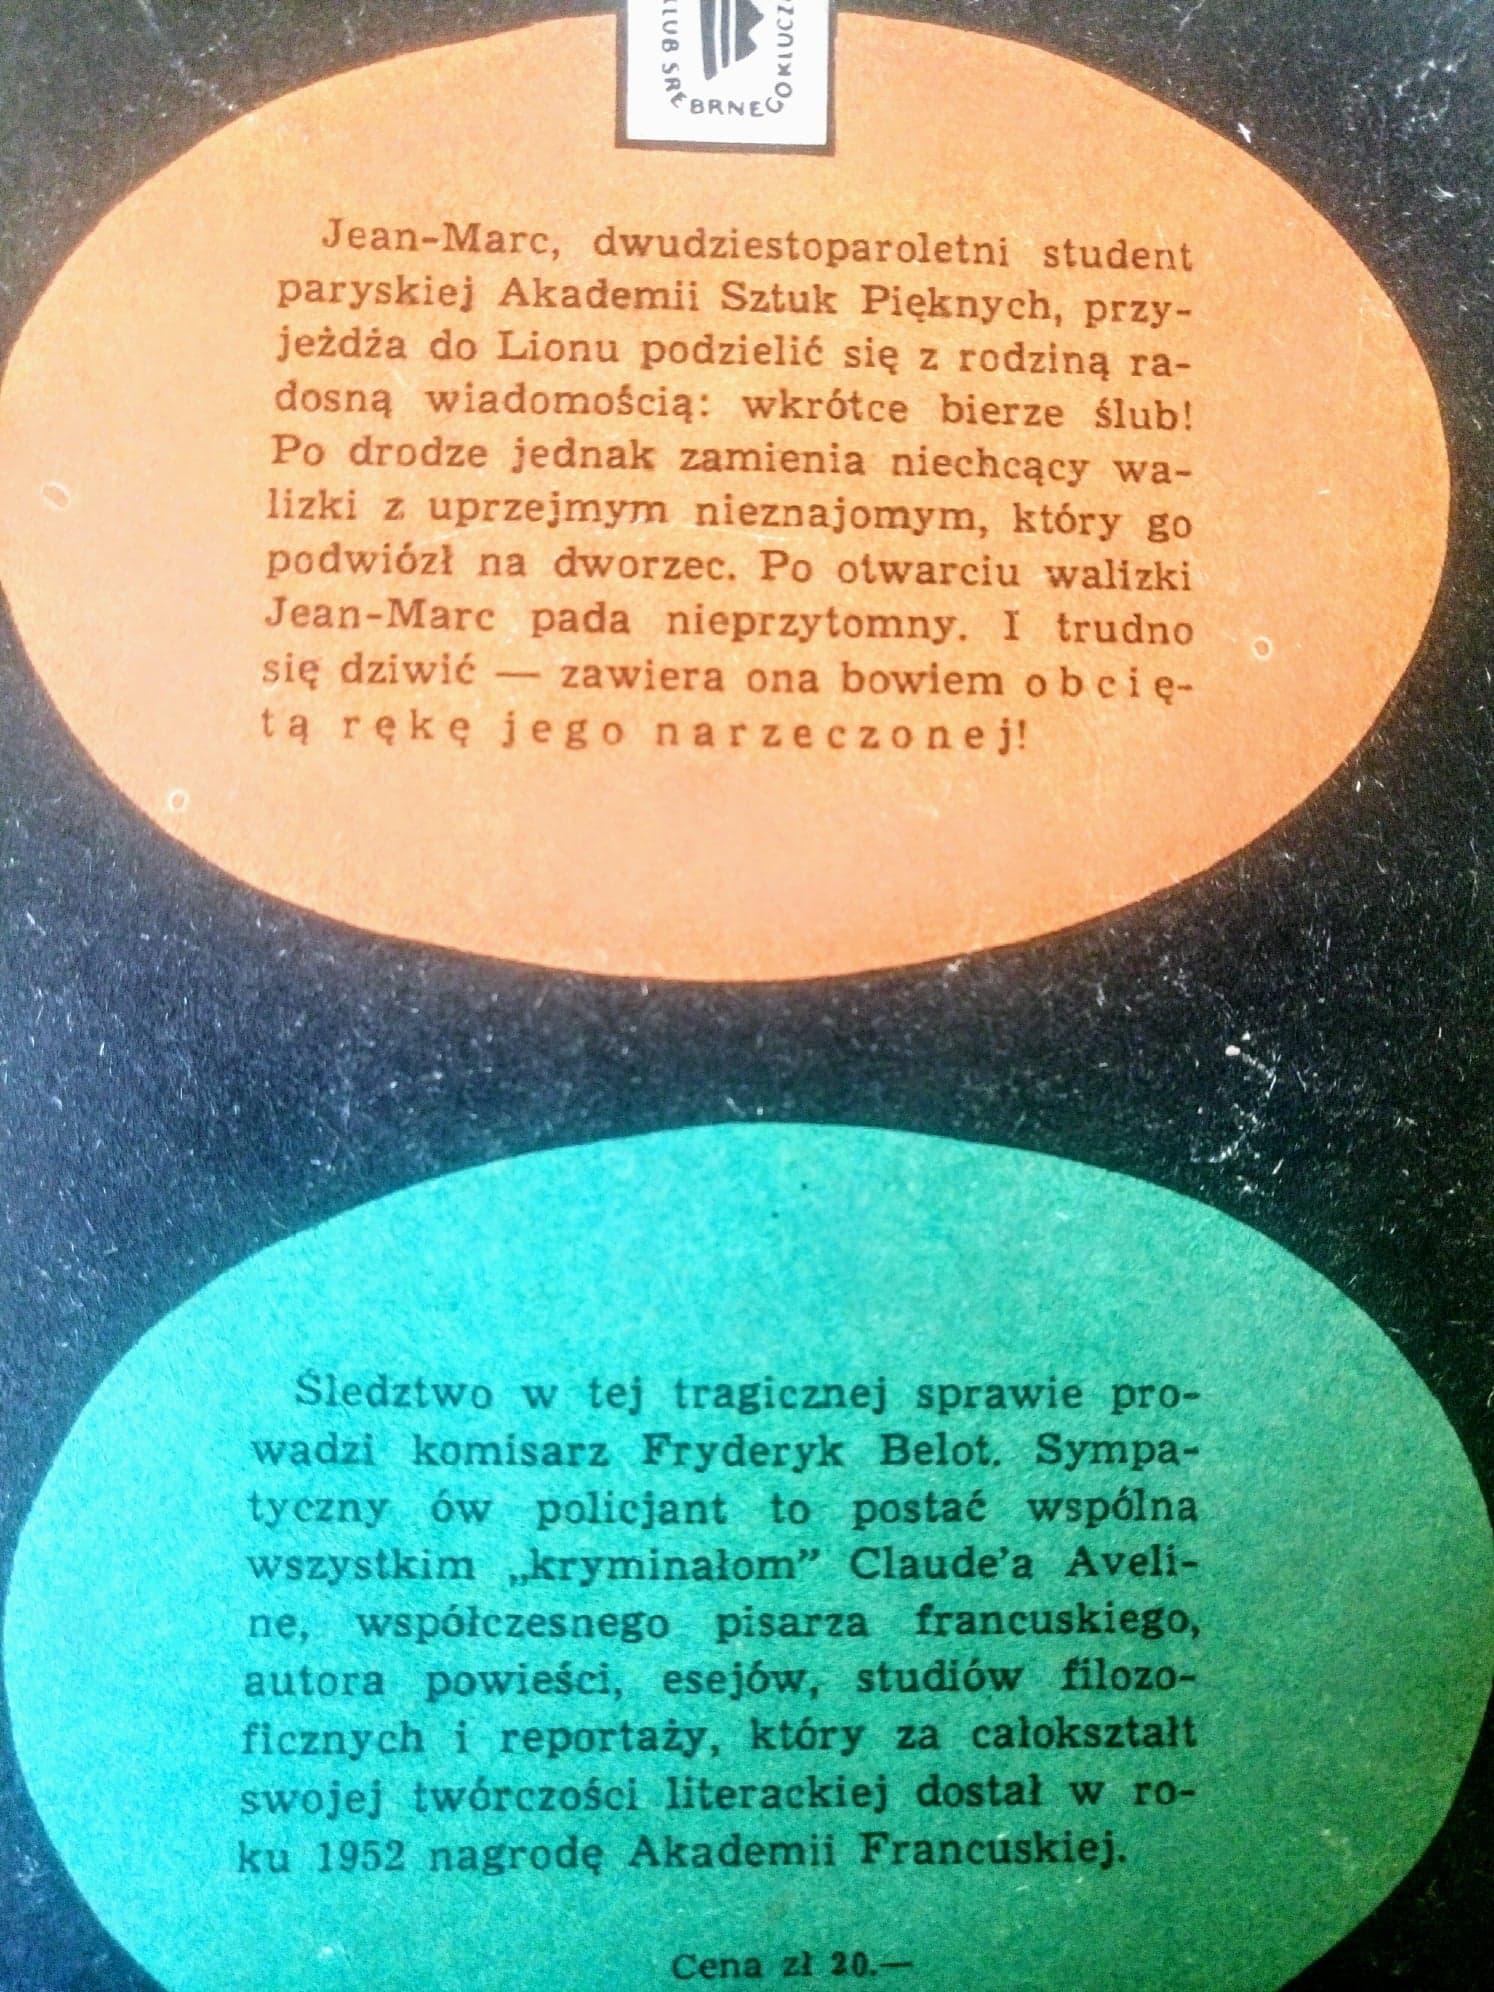 KLUB SREBRNEGO KLUCZ
Jean-Marc, dwudziestoparoletni student
paryskiej Akademii Sztuk Pięknych, przy-
jeżdża do Lionu podzielić się z rodziną ra-
dosną wiadomością: wkrótce bierze ślub!
Po drodze jednak zamienia niechcący wa-
lizki z uprzejmym nieznajomym, który go
podwiózł na dworzec. Po otwarciu walizki
Jean-Marc pada nieprzytomny. I trudno
się dziwić — zawiera ona bowiem obcię-
tą rękę jego narzeczonej!
Śledztwo w tej tragicznej sprawie pro-
wadzi komisarz Fryderyk Belot. Sympa-
tyczny ów policjant to postać wspólna
wszystkim „kryminałom” Claude’a Aveli-
ne, współczesnego pisarza francuskiego,
autora powieści, esejów, studiów filozo-
ficznych i reportaży, który za całokształt
swojej twórczości literackiej dostał w ro-
ku 1952 nagrodę Akademii Francuskiej.
Cena zł 20.—